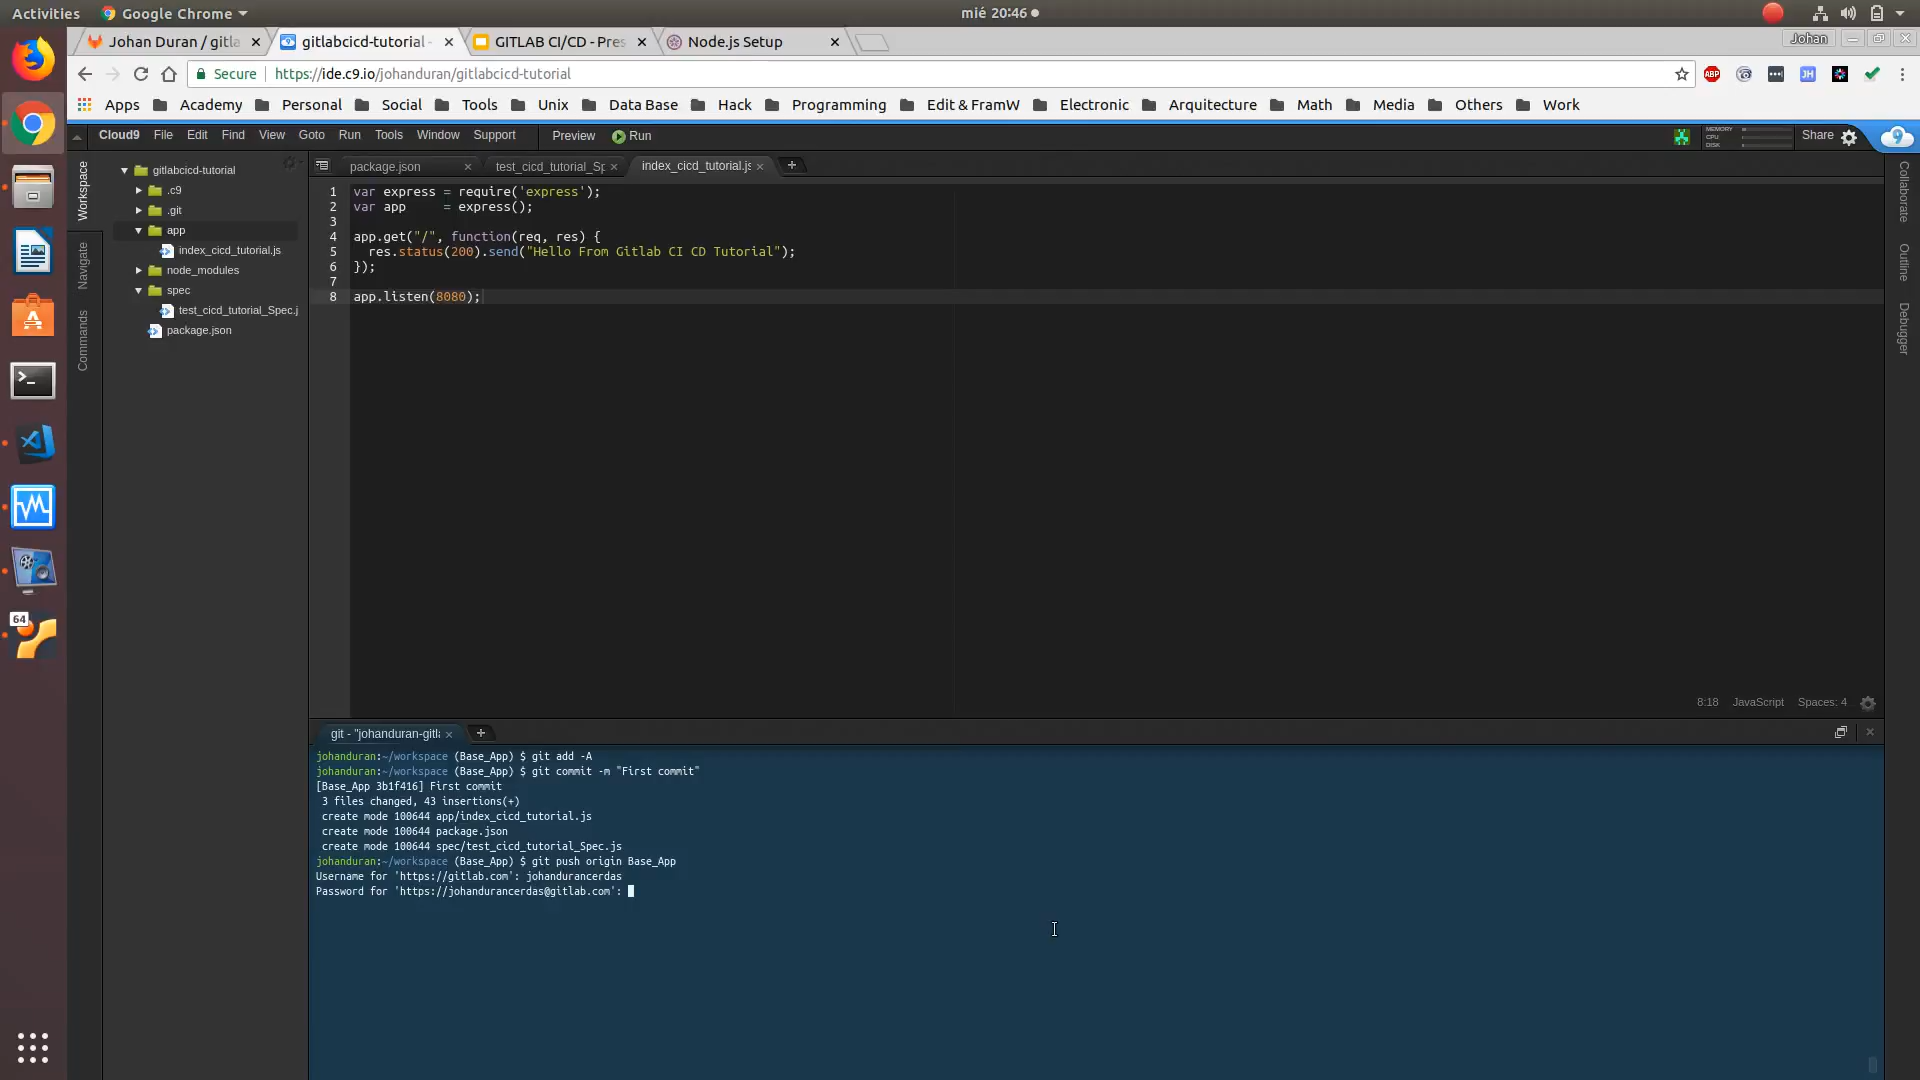 Activities
Google Chrome
mié 20:46
Johan Duran / gitla
gitlabcicd-tutorial -
GITLAB CI/CD - Pres
Node.js Setup
Johan
Secure
https://ide.c9.io/johanduran/gitlabcicd-tutorial
ABP
JH
Apps
Academy
Personal
Social
Tools
Unix
Data Base
Hack
Programming
Edit & FramW
Electronic
Arquitecture
Math
Media
Others
Work
Cloud9
File
Edit
Find
View
Goto
Run
Tools
Window
Support
Preview
Run
MEMORY
CPU
DISK
Share
9
Workspace
Navigate
Commands
gitlabcicd-tutorial
.c9
.git
app
index_cicd_tutorial.js
node_modules
spec
test_cicd_tutorial_Spec.j
package.json
package.json
test_cicd_tutorial_Sp
index_cicd_tutorial.js
1 var express = require('express');
2 var app     = express();
3
4 app.get("/", function(req, res) {
5   res.status(200).send("Hello From Gitlab CI CD Tutorial");
6 });
7
8 app.listen(8080);
Collaborate
Outline
Debugger
8:18
JavaScript
Spaces: 4
64
git - "johanduran-gitla
johanduran:~/workspace (Base_App) $ git add -A
johanduran:~/workspace (Base_App) $ git commit -m "First commit"
[Base_App 3b1f416] First commit
 3 files changed, 43 insertions(+)
 create mode 100644 app/index_cicd_tutorial.js
 create mode 100644 package.json
 create mode 100644 spec/test_cicd_tutorial_Spec.js
johanduran:~/workspace (Base_App) $ git push origin Base_App
Username for 'https://gitlab.com': johandurancerdas
Password for 'https://johandurancerdas@gitlab.com':